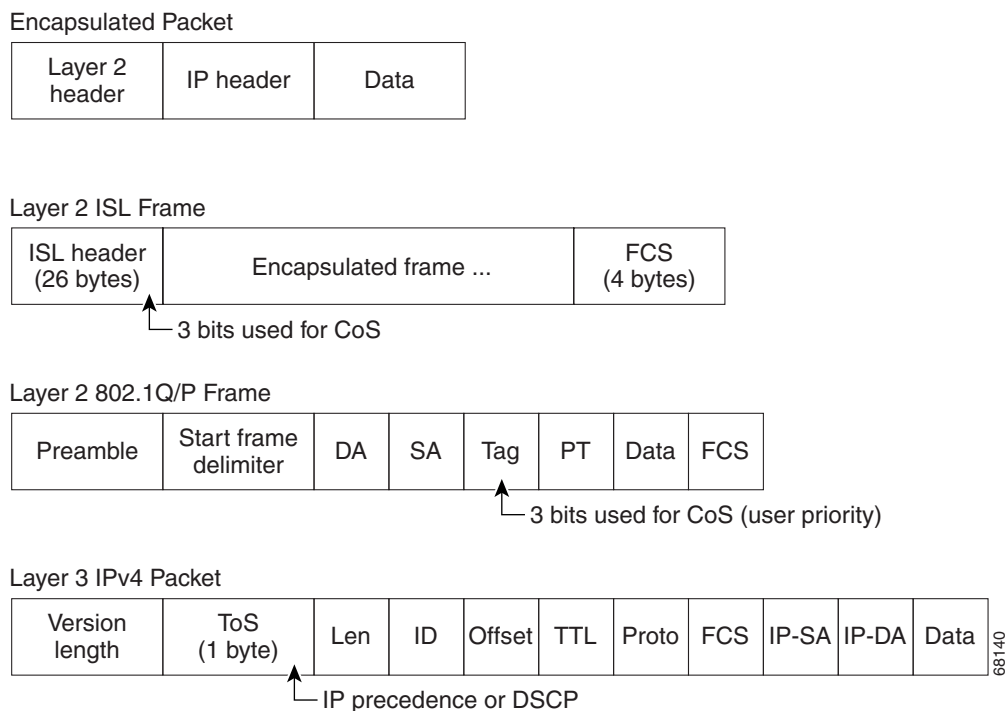 Encapsulated Packet
Layer 2
header
IP header
Data
Layer 2 ISL Frame
ISL header
(26 bytes)
Encapsulated frame ...
FCS
(4 bytes)
3 bits used for CoS
Layer 2 802.1Q/P Frame
Preamble
Start frame
delimiter
DA
SA
Tag
PT
Data
FCS
3 bits used for CoS (user priority)
Layer 3 IPv4 Packet
Version
length
ToS
(1 byte)
Len
ID
Offset
TTL
Proto
FCS
IP-SA
IP-DA
Data
68140
IP precedence or DSCP